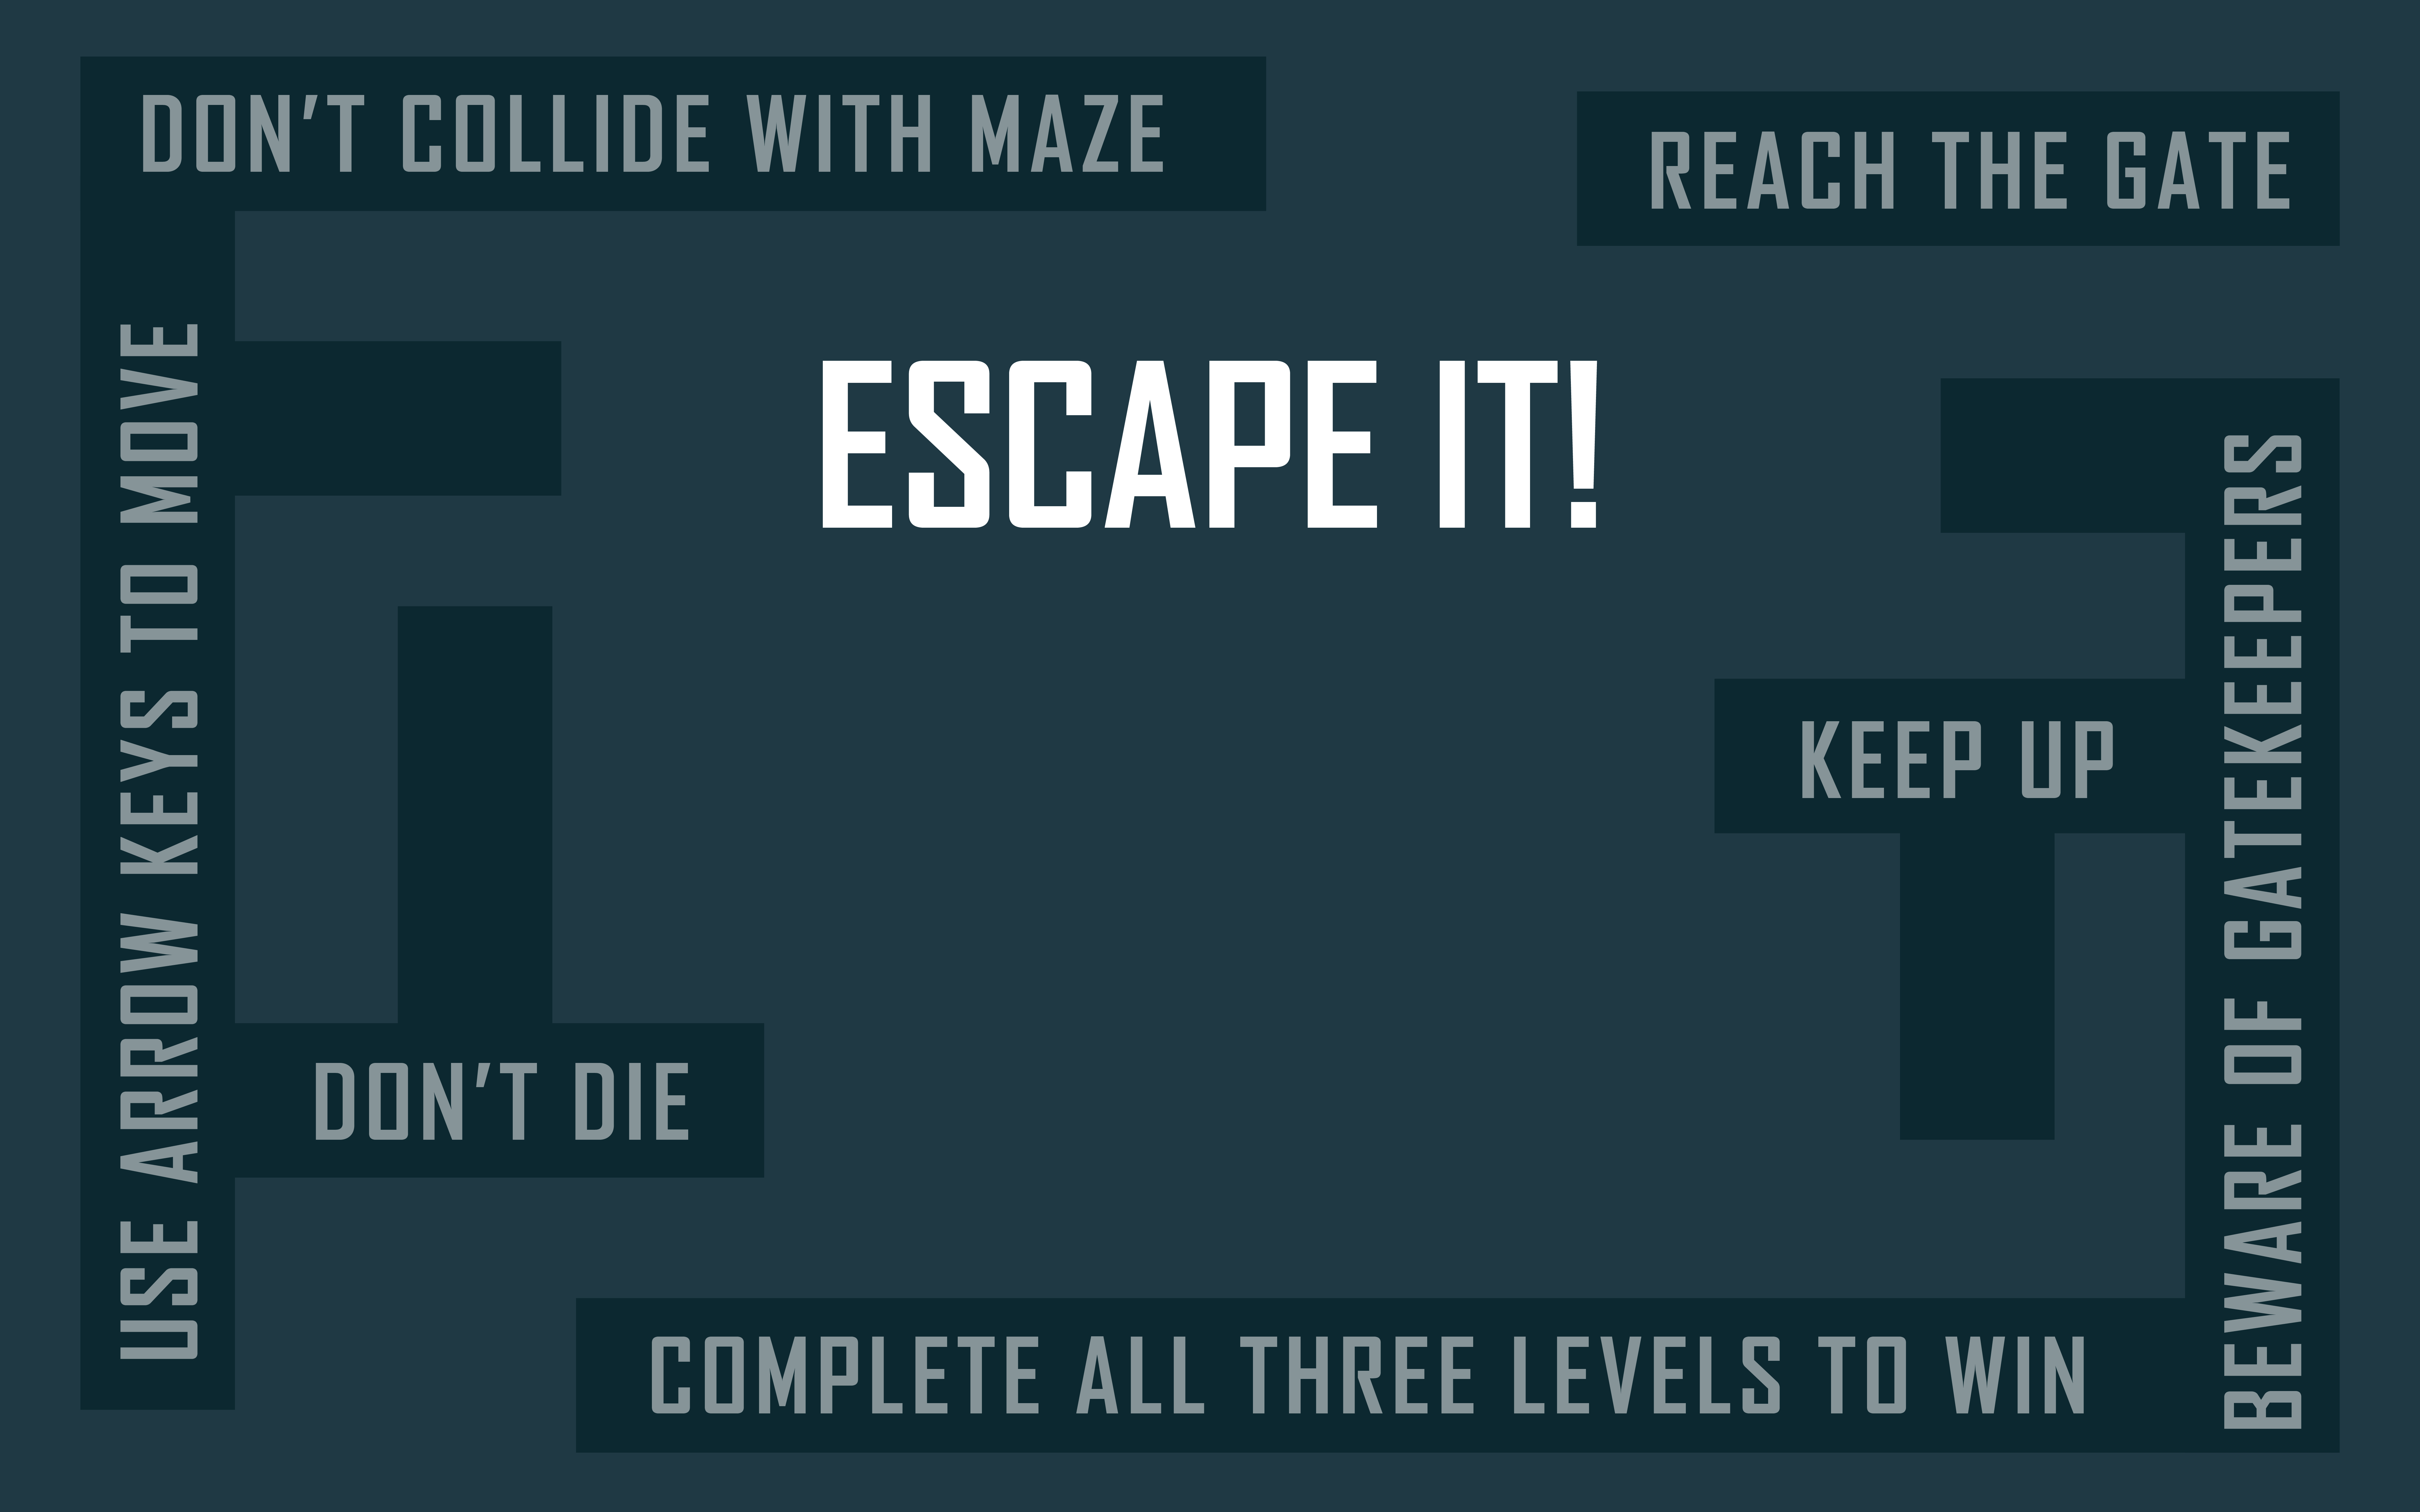 DON'T COLLIDE WITH MAZE
REACH THE GATE
ESCAPE IT!
USE ARROW KEYS TO MOVE
KEEP UP
BEWARE OF GATEKEEPERS
DON'T DIE
COMPLETE ALL THREE LEVELS TO WIN